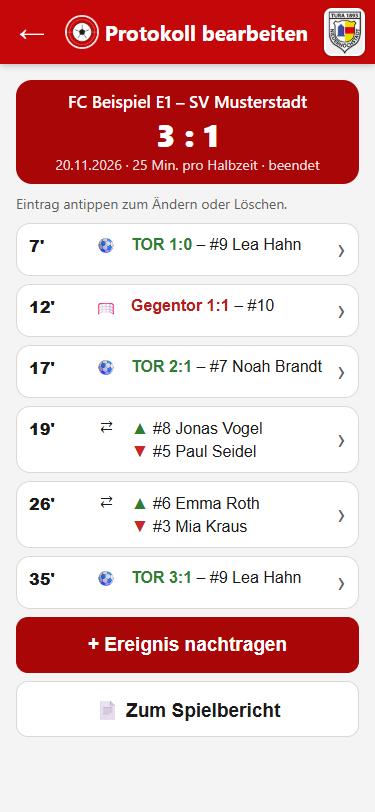 ← Protokoll bearbeiten
TURA 1893
FC Beispiel E1 – SV Musterstadt
3 : 1
20.11.2026 · 25 Min. pro Halbzeit · beendet
Eintrag antippen zum Ändern oder Löschen.
7' TOR 1:0 – #9 Lea Hahn ›
12' Gegentor 1:1 – #10 ›
17' TOR 2:1 – #7 Noah Brandt ›
19' ⇄ ▲ #8 Jonas Vogel ›
▼ #5 Paul Seidel
26' ⇄ ▲ #6 Emma Roth ›
▼ #3 Mia Kraus
35' TOR 3:1 – #9 Lea Hahn ›
+ Ereignis nachtragen
Zum Spielbericht